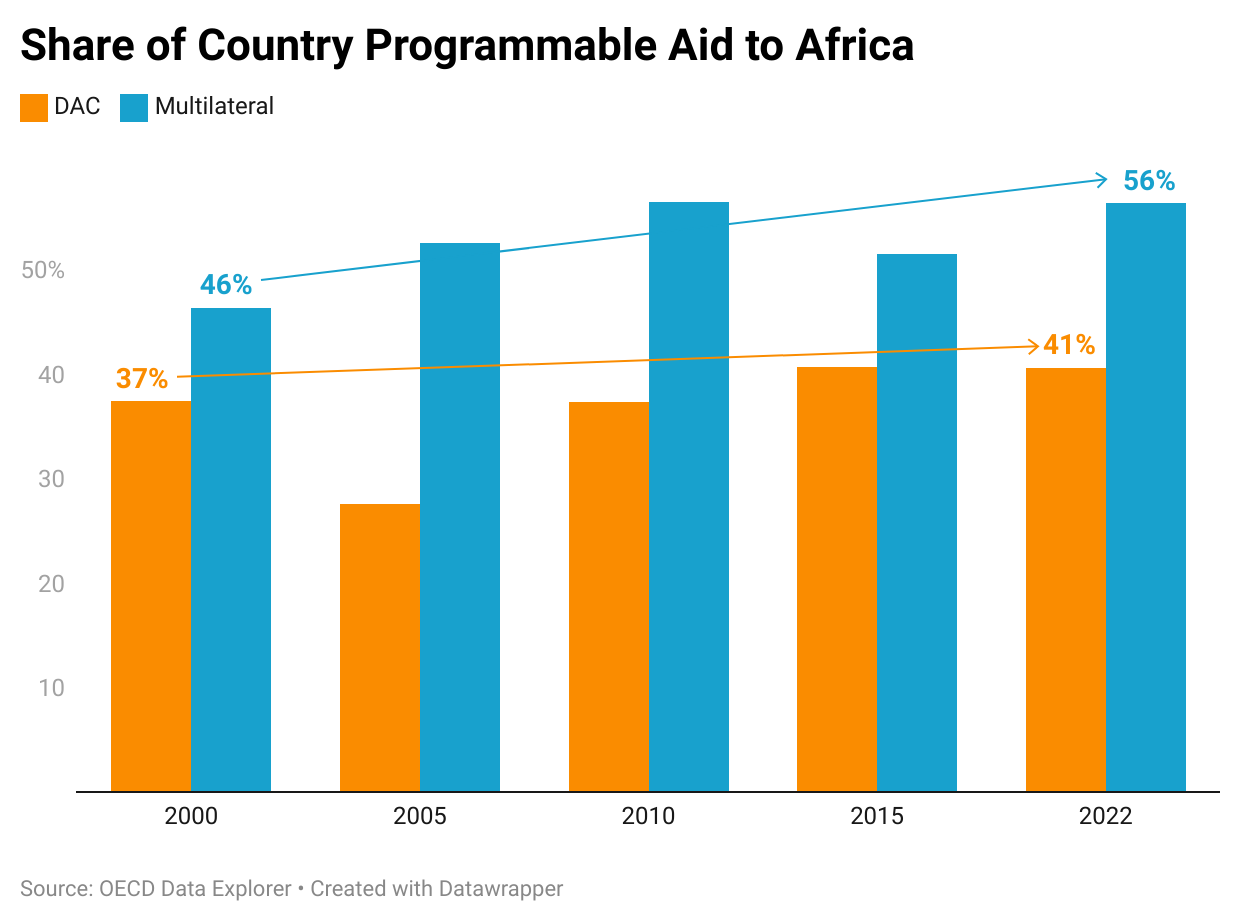 Share of Country Programmable Aid to Africa
DAC Multilateral
56%
50%
46%
41%
40
37%
30
20
10
2000 2005 2010 2015 2022
Source: OECD Data Explorer • Created with Datawrapper